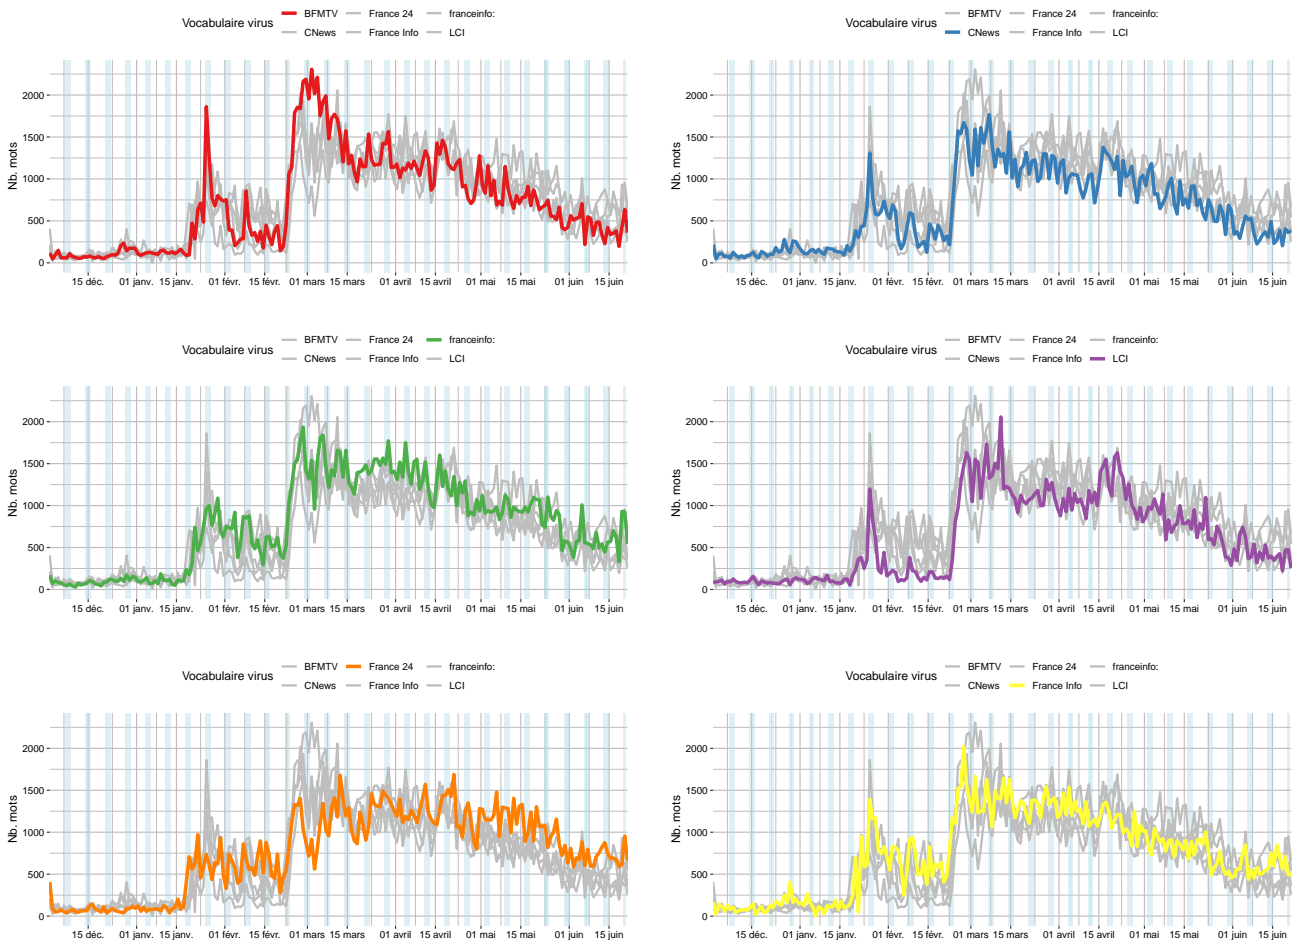 Vocabulaire virus
BFMTV France 24 franceinfo:
CNews France Info LCI
Nb. mots
2000
1500
1000
500
0
15 déc. 01 janv. 15 janv. 01 févr. 15 févr. 01 mars 15 mars 01 avril 15 avril 01 mai 15 mai 01 juin 15 juin
Vocabulaire virus
BFMTV France 24 franceinfo:
CNews France Info LCI
Nb. mots
2000
1500
1000
500
0
15 déc. 01 janv. 15 janv. 01 févr. 15 févr. 01 mars 15 mars 01 avril 15 avril 01 mai 15 mai 01 juin 15 juin
Vocabulaire virus
BFMTV France 24 franceinfo:
CNews France Info LCI
Nb. mots
2000
1500
1000
500
0
15 déc. 01 janv. 15 janv. 01 févr. 15 févr. 01 mars 15 mars 01 avril 15 avril 01 mai 15 mai 01 juin 15 juin
Vocabulaire virus
BFMTV France 24 franceinfo:
CNews France Info LCI
Nb. mots
2000
1500
1000
500
0
15 déc. 01 janv. 15 janv. 01 févr. 15 févr. 01 mars 15 mars 01 avril 15 avril 01 mai 15 mai 01 juin 15 juin
Vocabulaire virus
BFMTV France 24 franceinfo:
CNews France Info LCI
Nb. mots
2000
1500
1000
500
0
15 déc. 01 janv. 15 janv. 01 févr. 15 févr. 01 mars 15 mars 01 avril 15 avril 01 mai 15 mai 01 juin 15 juin
Vocabulaire virus
BFMTV France 24 franceinfo:
CNews France Info LCI
Nb. mots
2000
1500
1000
500
0
15 déc. 01 janv. 15 janv. 01 févr. 15 févr. 01 mars 15 mars 01 avril 15 avril 01 mai 15 mai 01 juin 15 juin